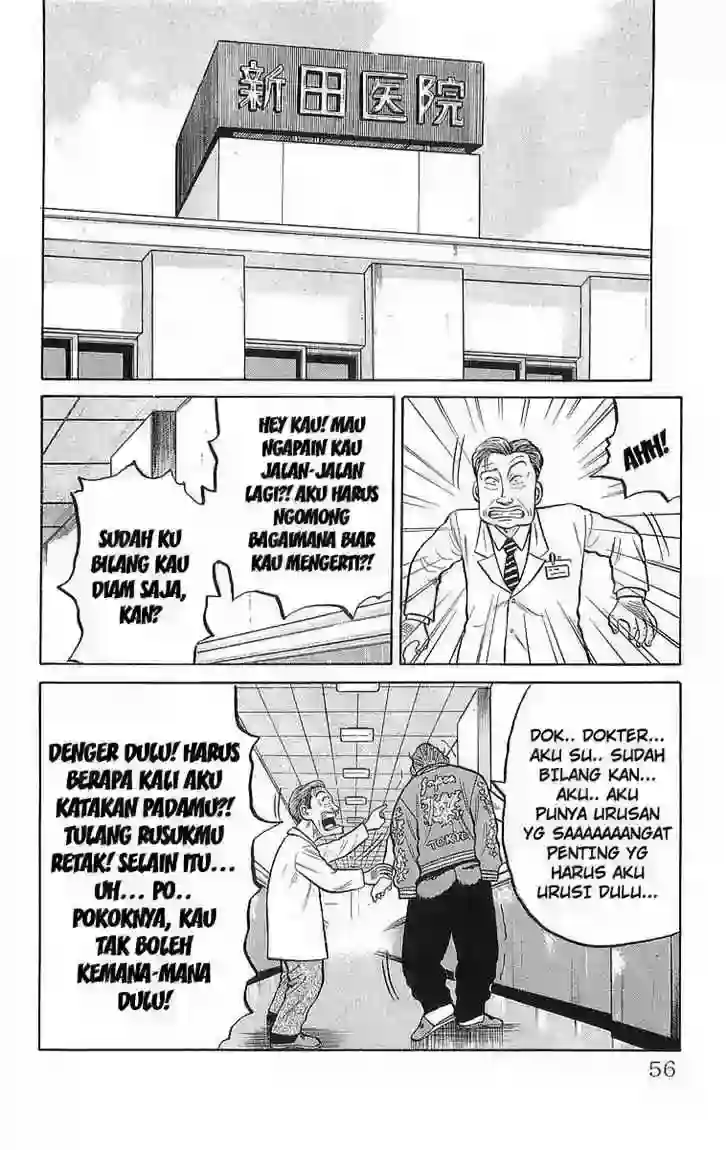 新田医院
AHH!
HEY KAU! MAU
NGAPAIN KAU
JALAN-JALAN
LAGI?! AKU HARUS
NGOMONG
BAGAIMANA BIAR
KAU MENGERTI?!
SUDAH KU
BILANG KAU
DIAM SAJA,
KAN?
DOK.. DOKTER...
AKU SU.. SUDAH
BILANG KAN...
AKU.. AKU
PUNYA URUSAN
YG SAAAAAAANGAT
PENTING YG
HARUS AKU
URUSI DULU...
DENGER DULU! HARUS
BERAPA KALI AKU
KATAKAN PADAMU?!
TULANG RUSUKMU
RETAK! SELAIN ITU...
UH... PO..
POKOKNYA, KAU
TAK BOLEH
KEMANA-MANA
DULU!
TOKYO
56